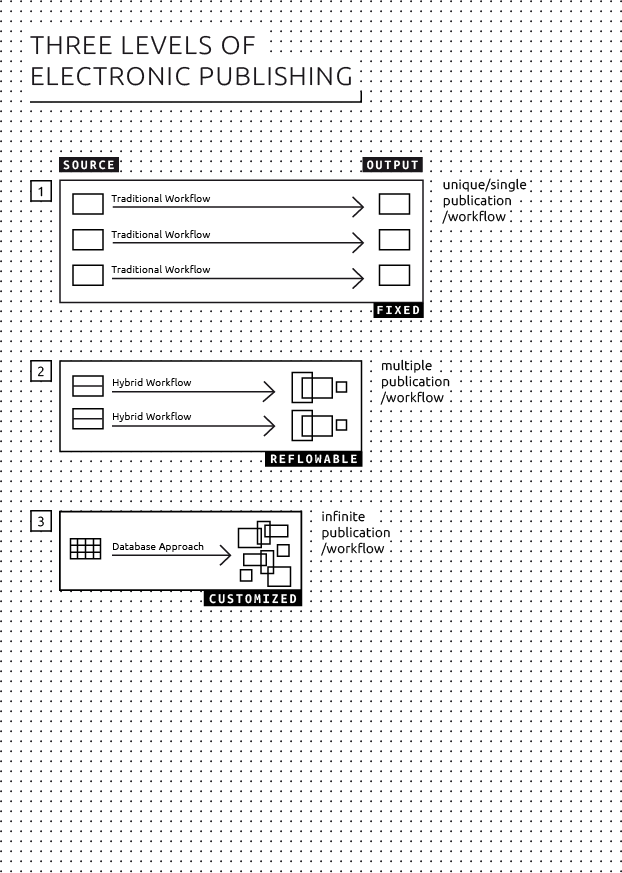 THREE LEVELS OF
ELECTRONIC PUBLISHING
SOURCE
OUTPUT
1
Traditional Workflow
Traditional Workflow
Traditional Workflow
unique/single
publication
/workflow
FIXED
2
Hybrid Workflow
Hybrid Workflow
multiple
publication
/workflow
REFLOWABLE
3
Database Approach
infinite
publication
/workflow
CUSTOMIZED